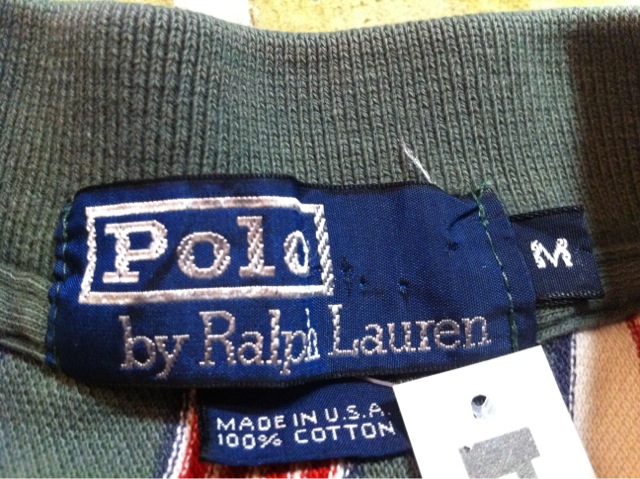 Polo
by Ralph Lauren
M
MADE IN U.S.A.
100% COTTON